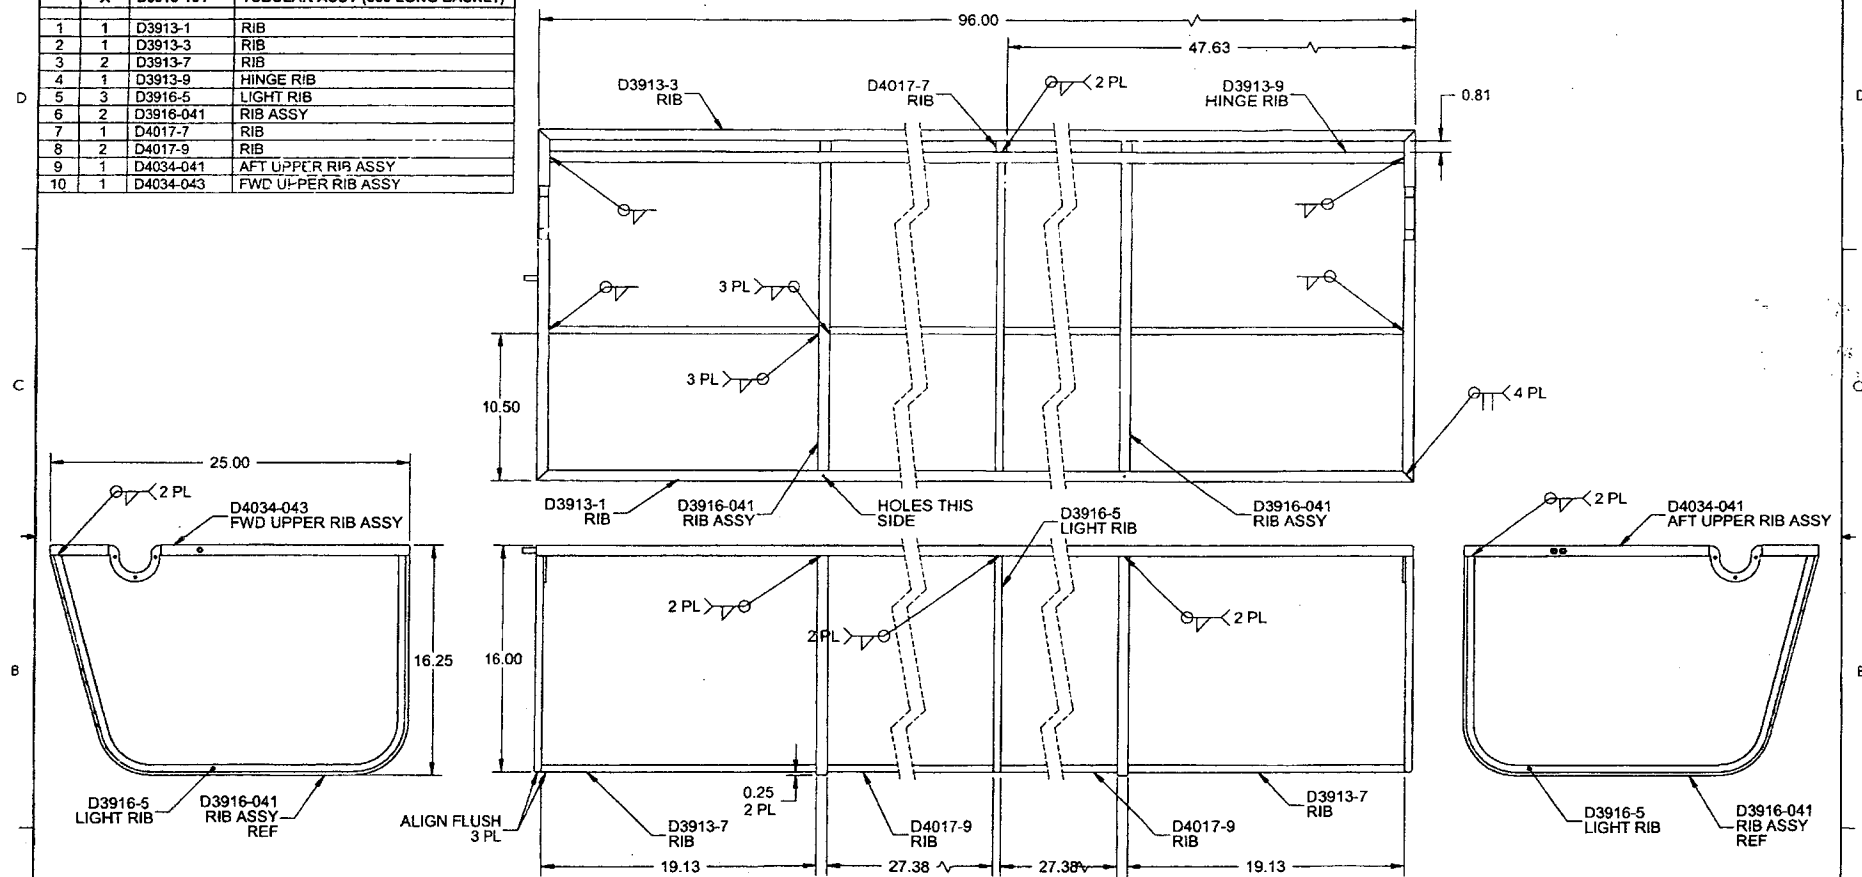 1 1 D3913-1 RIB
2 1 D3913-3 RIB
3 2 D3913-7 RIB
4 1 D3913-9 HINGE RIB
5 3 D3916-5 LIGHT RIB
6 2 D3916-041 RIB ASSY
7 1 D4017-7 RIB
8 2 D4017-9 RIB
9 1 D4034-041 AFT UPPER RIB ASSY
10 1 D4034-043 FWD UPPER RIB ASSY
96.00
47.63
D3913-3
RIB
D4017-7
RIB
2 PL
D3913-9
HINGE RIB
0.81
D
3 PL
3 PL
10.50
C
C
4 PL
25.00
2 PL
D4034-043
FWD UPPER RIB ASSY
D3913-1
RIB
D3916-041
RIB ASSY
HOLES THIS
SIDE
D3916-5
LIGHT RIB
D3916-041
RIB ASSY
2 PL
D4034-041
AFT UPPER RIB ASSY
16.25
16.00
2 PL
2 PL
2 PL
B
D3916-5
LIGHT RIB
D3916-041
RIB ASSY
REF
ALIGN FLUSH
3 PL
D3913-7
RIB
0.25
2 PL
D4017-9
RIB
D4017-9
RIB
D3913-7
RIB
D3916-5
LIGHT RIB
D3916-041
RIB ASSY
REF
19.13
27.38
27.38
19.13